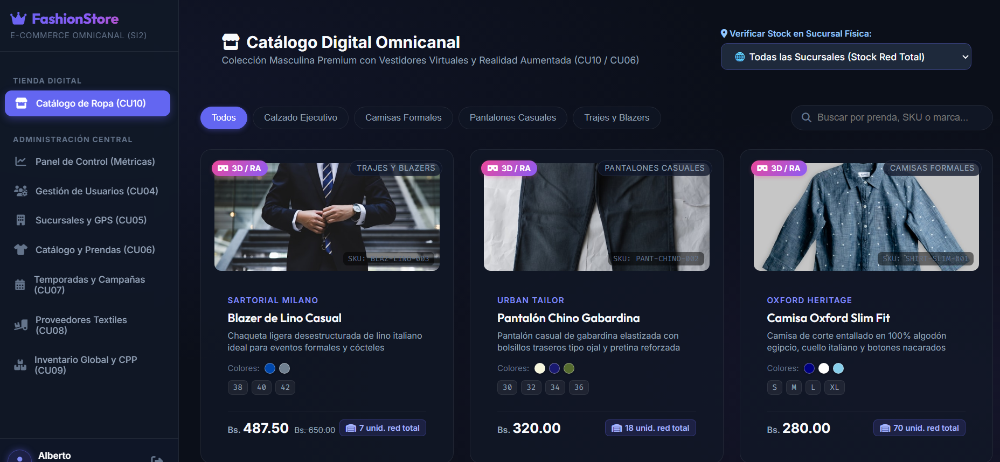 FashionStore
E-COMMERCE OMNICANAL (SI2)
TIENDA DIGITAL
Catálogo de Ropa (CU10)
ADMINISTRACIÓN CENTRAL
Panel de Control (Métricas)
Gestión de Usuarios (CU04)
Sucursales y GPS (CU05)
Catálogo y Prendas (CU06)
Temporadas y Campañas
(CU07)
Proveedores Textiles
(CU08)
Inventario Global y CPP
(CU09)
Alberto
Catálogo Digital Omnicanal
Colección Masculina Premium con Vestidores Virtuales y Realidad Aumentada (CU10 / CU06)
Verificar Stock en Sucursal Física:
Todas las Sucursales (Stock Red Total)
Todos
Calzado Ejecutivo
Camisas Formales
Pantalones Casuales
Trajes y Blazers
Buscar por prenda, SKU o marca...
3D / RA
TRAJES Y BLAZERS
SKU: BLAZ-LINO-003
SARTORIAL MILANO
Blazer de Lino Casual
Chaqueta ligera desestructurada de lino italiano
ideal para eventos formales y cócteles
Colores:
38 40 42
Bs. 487.50 Bs. 650.00 7 unid. red total
3D / RA
PANTALONES CASUALES
SKU: PANT-CHINO-002
URBAN TAILOR
Pantalón Chino Gabardina
Pantalón casual de gabardina elastizada con
bolsillos traseros tipo ojal y pretina reforzada
Colores:
30 32 34 36
Bs. 320.00 18 unid. red total
3D / RA
CAMISAS FORMALES
SKU: SHIRT-SLIM-001
OXFORD HERITAGE
Camisa Oxford Slim Fit
Camisa de corte entallado en 100% algodón
egipcio, cuello italiano y botones nacarados
Colores:
S M L XL
Bs. 280.00 70 unid. red total